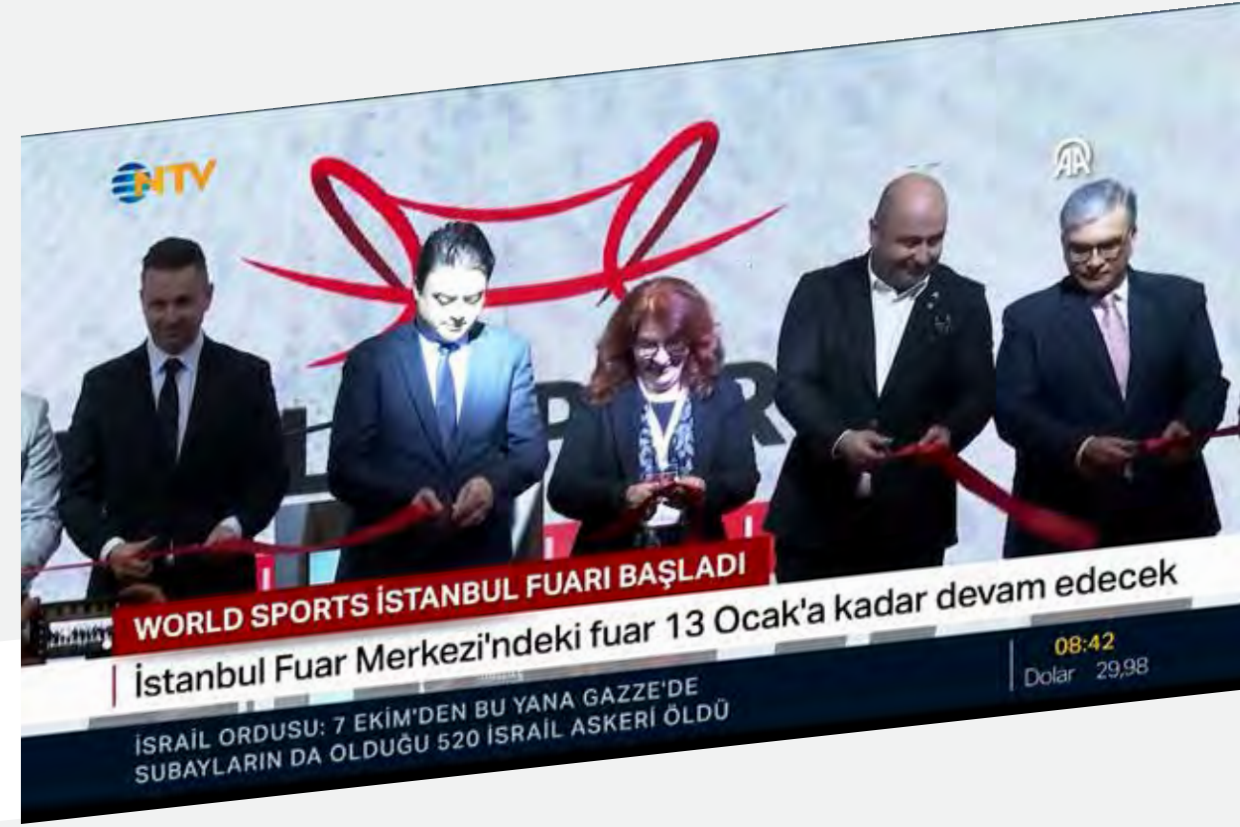 NTV
AA
WORLD SPORTS İSTANBUL FUARI BAŞLADI
İstanbul Fuar Merkezi'ndeki fuar 13 Ocak'a kadar devam edecek
08:42
Dolar 29,98
İSRAİL ORDUSU: 7 EKİM'DEN BU YANA GAZZE'DE
SUBAYLARIN DA OLDUĞU 520 İSRAİL ASKERİ ÖLDÜ